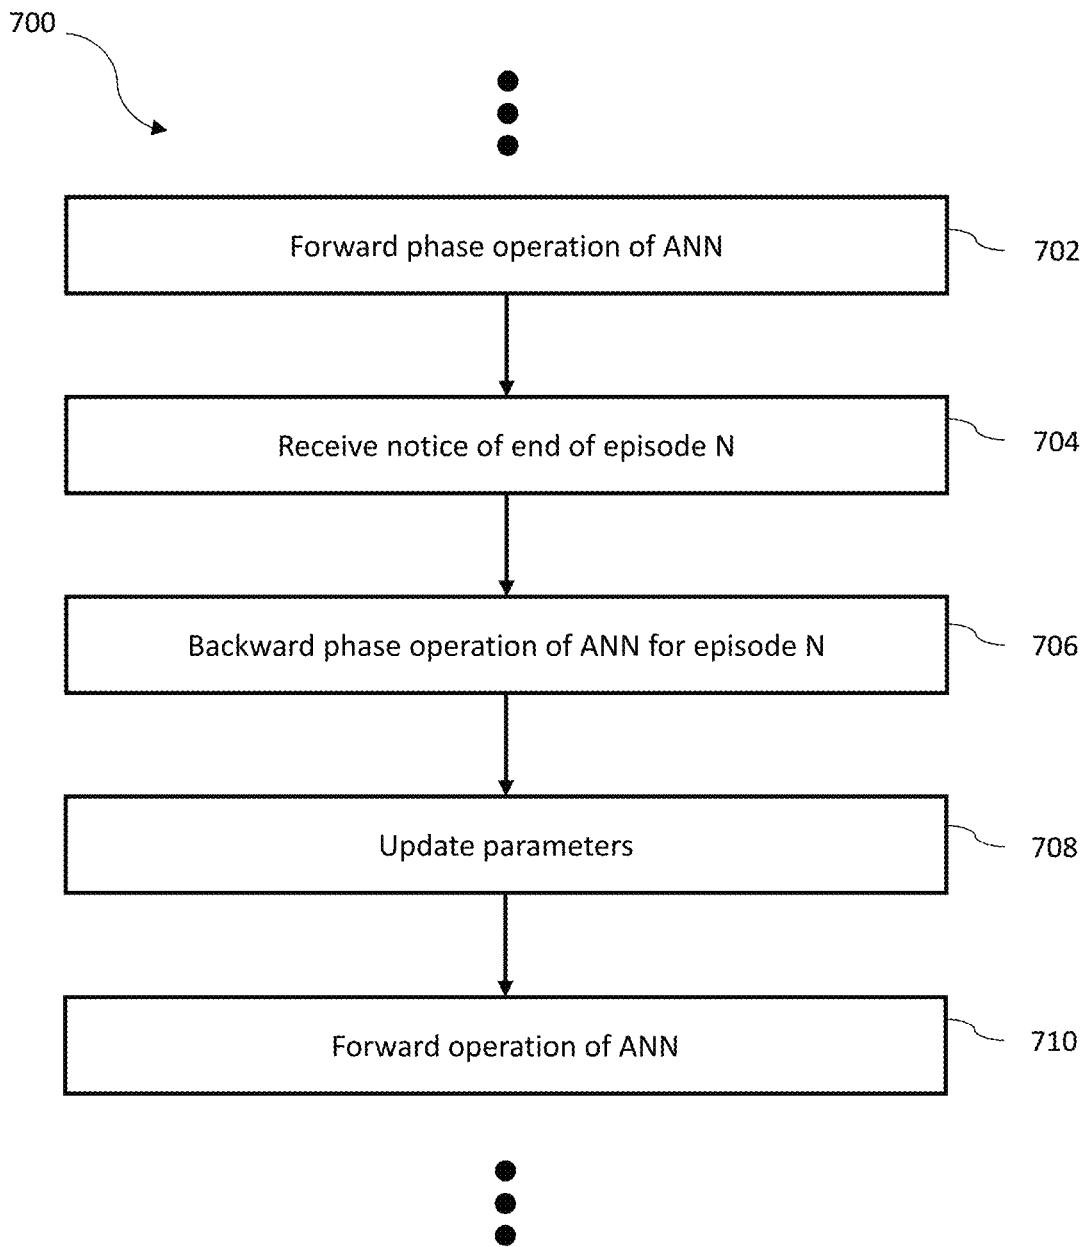 700
Forward phase operation of ANN
702
Receive notice of end of episode N
704
Backward phase operation of ANN for episode N
706
Update parameters
708
Forward operation of ANN
710